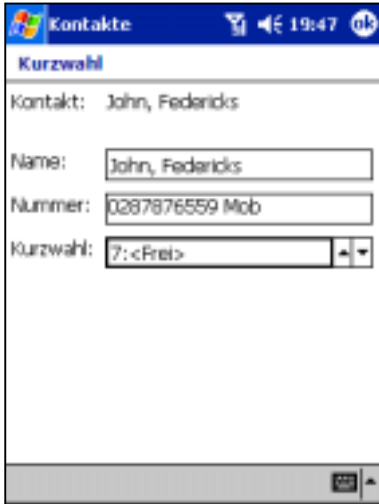 Kontakte 19:47 ok
Kurzwahl
Kontakt: John, Federicks
Name: John, Federicks
Nummer: 0287876559 Mob
Kurzwahl: 7:<Frei>